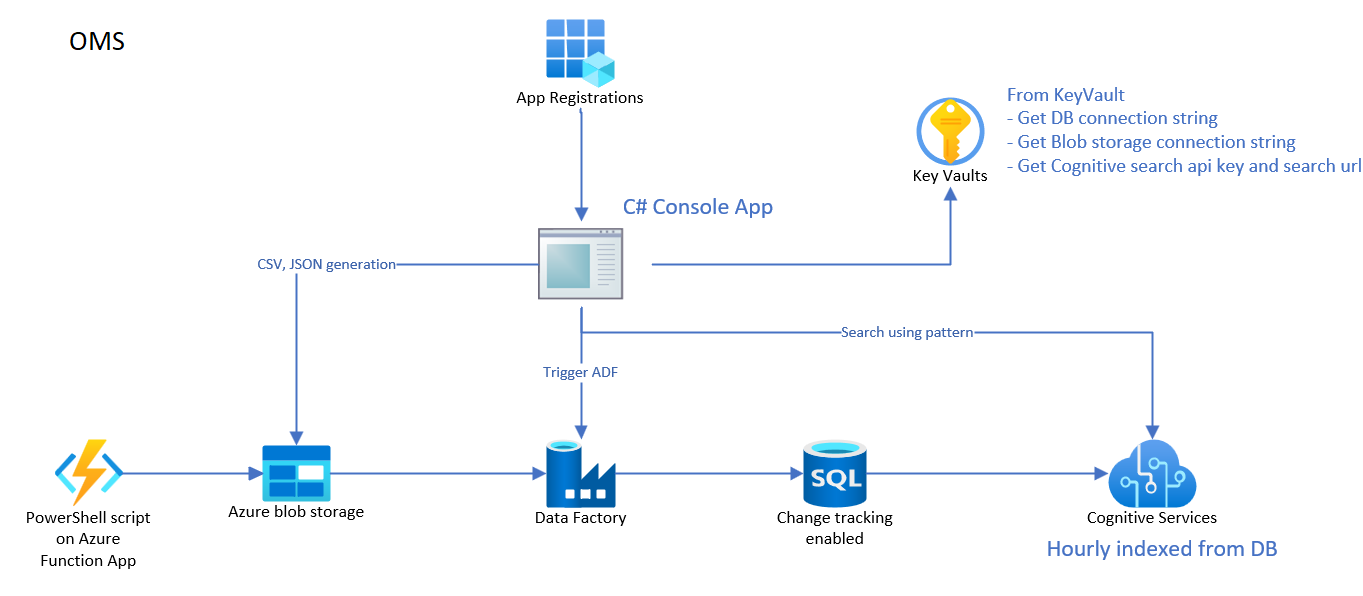 OMS
App Registrations
From KeyVault
- Get DB connection string
- Get Blob storage connection string
- Get Cognitive search api key and search url
Key Vaults
C# Console App
CSV, JSON generation
Search using pattern
Trigger ADF
SQL
PowerShell script
on Azure
Function App
Azure blob storage
Data Factory
Change tracking
enabled
Cognitive Services
Hourly indexed from DB